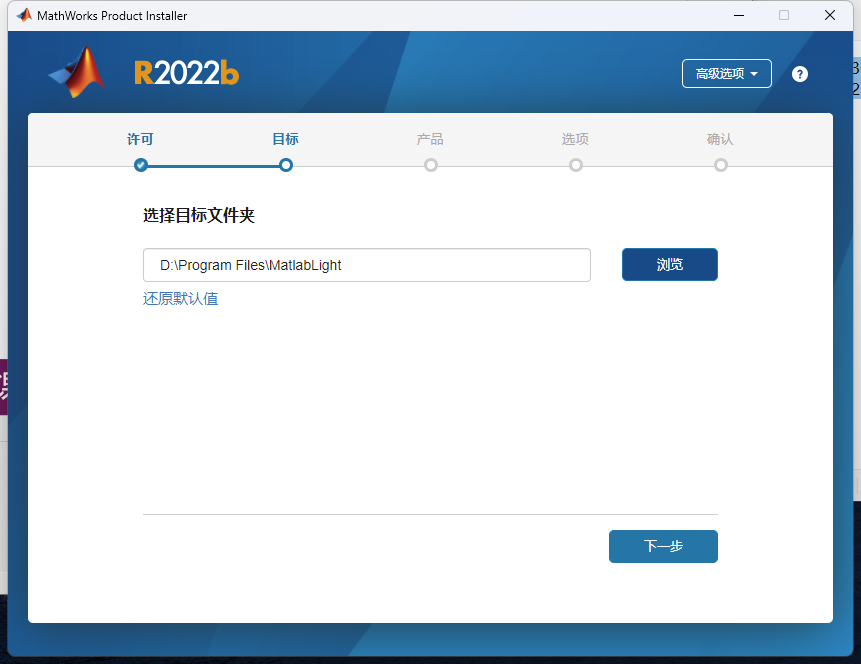 MathWorks Product Installer
R2022b
高级选项
?
许可
目标
产品
选项
确认
选择目标文件夹
D:\Program Files\MatlabLight
浏览
还原默认值
下一步